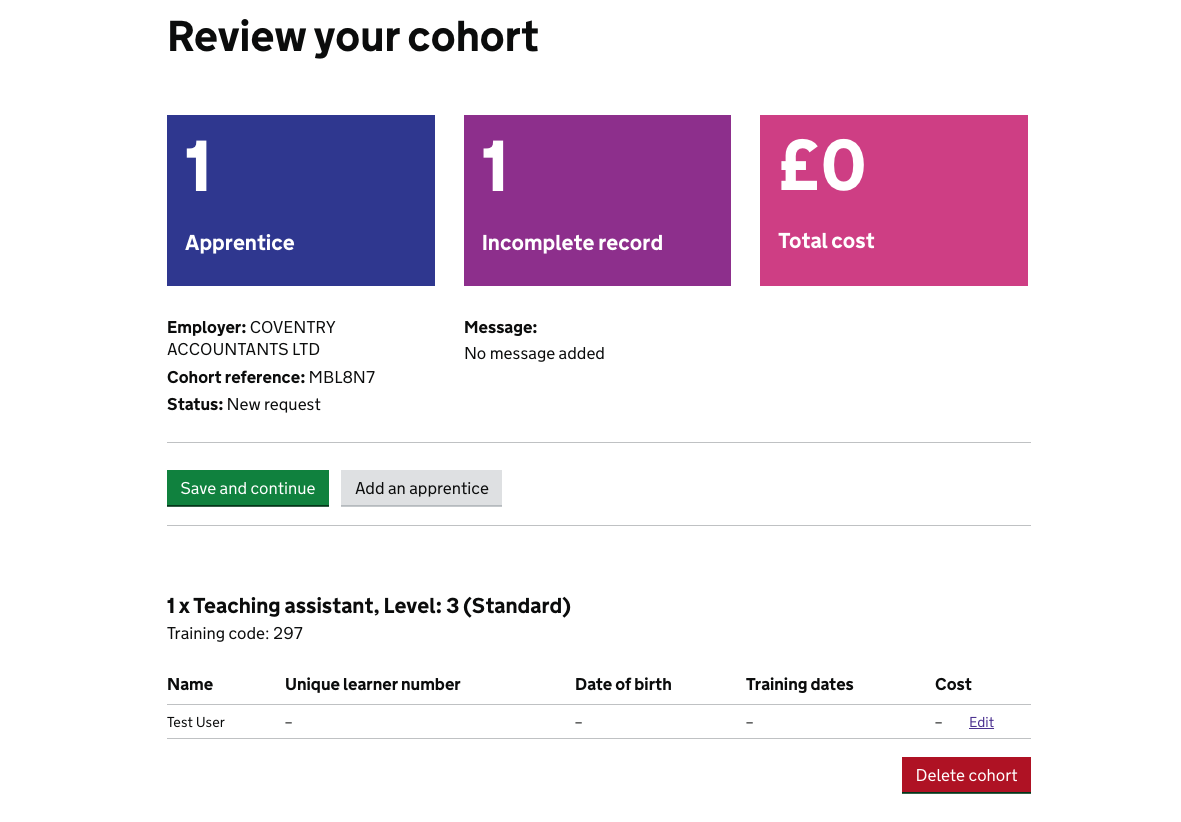 Review your cohort
1
Apprentice
1
Incomplete record
£0
Total cost
Employer: COVENTRY
ACCOUNTANTS LTD
Cohort reference: MBL8N7
Status: New request
Message:
No message added
Save and continue
Add an apprentice
1 x Teaching assistant, Level: 3 (Standard)
Training code: 297
Name Unique learner number Date of birth Training dates Cost
Test User – – – – Edit
Delete cohort